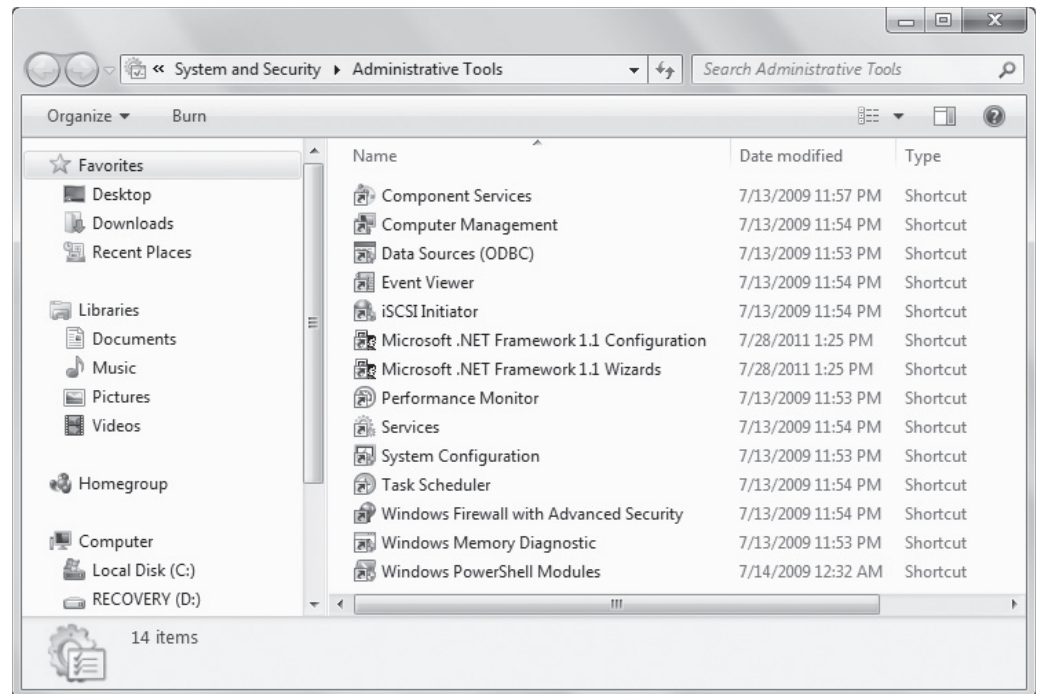 « System and Security ▸ Administrative Tools
Search Administrative Tools
Organize
Burn
Favorites
Desktop
Downloads
Recent Places
Libraries
Documents
Music
Pictures
Videos
Homegroup
Computer
Local Disk (C:)
RECOVERY (D:)
Name Date modified Type
Component Services 7/13/2009 11:57 PM Shortcut
Computer Management 7/13/2009 11:54 PM Shortcut
Data Sources (ODBC) 7/13/2009 11:53 PM Shortcut
Event Viewer 7/13/2009 11:54 PM Shortcut
iSCSI Initiator 7/13/2009 11:54 PM Shortcut
Microsoft .NET Framework 1.1 Configuration 7/28/2011 1:25 PM Shortcut
Microsoft .NET Framework 1.1 Wizards 7/28/2011 1:25 PM Shortcut
Performance Monitor 7/13/2009 11:53 PM Shortcut
Services 7/13/2009 11:54 PM Shortcut
System Configuration 7/13/2009 11:53 PM Shortcut
Task Scheduler 7/13/2009 11:54 PM Shortcut
Windows Firewall with Advanced Security 7/13/2009 11:54 PM Shortcut
Windows Memory Diagnostic 7/13/2009 11:53 PM Shortcut
Windows PowerShell Modules 7/14/2009 12:32 AM Shortcut
14 items